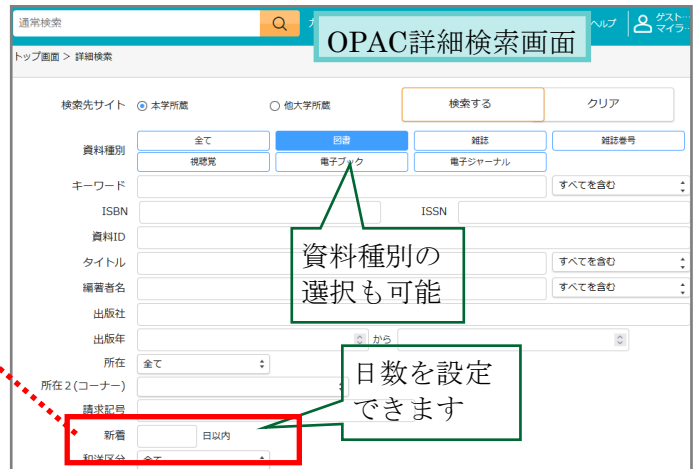 通常検索
ヘルプ
ゲスト…
マイラ…
OPAC詳細検索画面
トップ画面 > 詳細検索
検索先サイト 本学所蔵 他大学所蔵 検索する クリア
資料種別 全て 図書 雑誌 雑誌巻号
視聴覚 電子ブック 電子ジャーナル
キーワード すべてを含む
ISBN ISSN
資料ID
資料種別の
選択も可能
タイトル すべてを含む
編著者名 すべてを含む
出版社
出版年 から
所在 全て
所在２(コーナー)
日数を設定
できます
請求記号
新着 日以内
和洋区分 全て